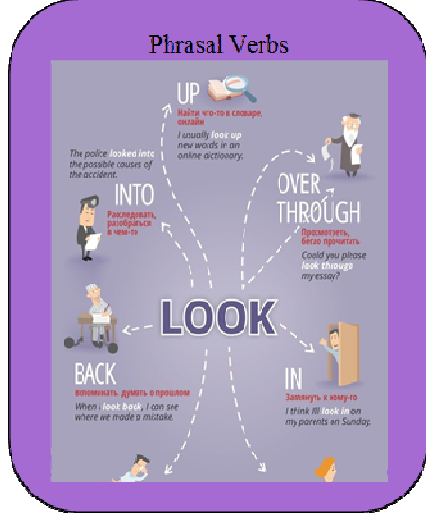 Phrasal Verbs
UP
Найти что-то в словаре,
онлайн
I usually look up
new words in an
online dictionary.
The police looked into
the possible causes of
the accident.
INTO
Расследовать,
разобраться
в чем-то
OVER
THROUGH
Просмотреть,
бегло прочитать
Could you please
look through
my essay?
LOOK
BACK
вспоминать, думать о прошлом
When I look back, I can see
where we made a mistake.
IN
Заглянуть к кому-то
I think I'll look in on
my parents on Sunday.